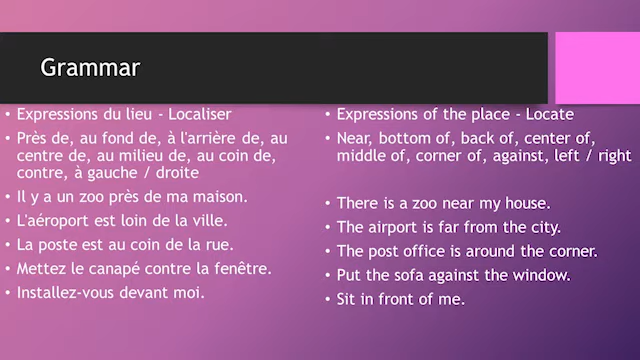 Grammar
• Expressions du lieu - Localiser
• Près de, au fond de, à l'arrière de, au
centre de, au milieu de, au coin de,
contre, à gauche / droite
• Il y a un zoo près de ma maison.
• L'aéroport est loin de la ville.
• La poste est au coin de la rue.
• Mettez le canapé contre la fenêtre.
• Installez-vous devant moi.
• Expressions of the place - Locate
• Near, bottom of, back of, center of,
middle of, corner of, against, left / right
• There is a zoo near my house.
• The airport is far from the city.
• The post office is around the corner.
• Put the sofa against the window.
• Sit in front of me.